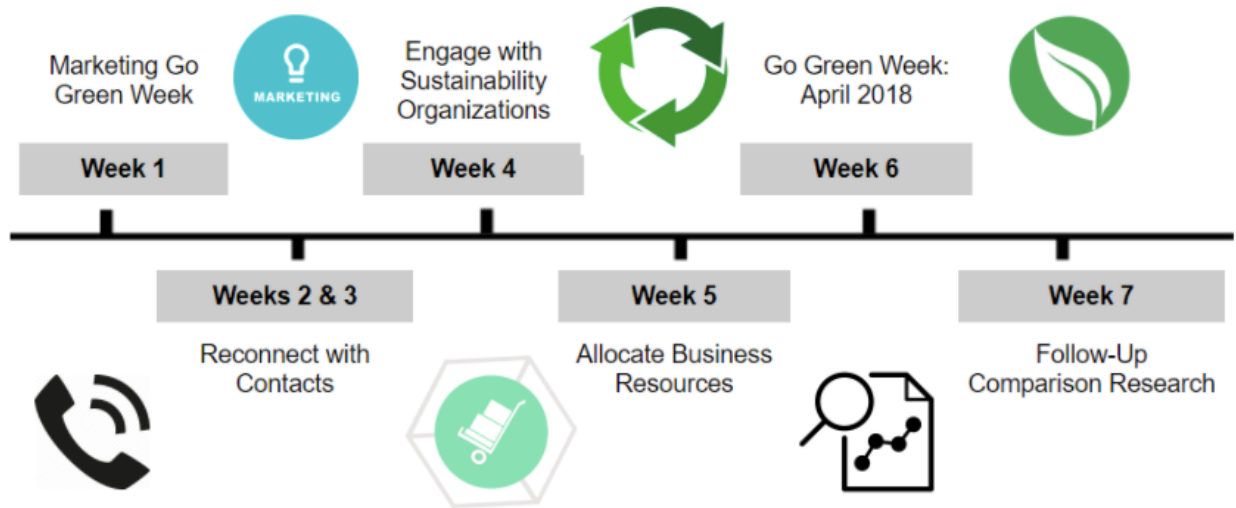 Marketing Go
Green Week
MARKETING
Engage with
Sustainability
Organizations
Go Green Week:
April 2018
Week 1
Week 4
Week 6
Weeks 2 & 3
Week 5
Week 7
Reconnect with
Contacts
Allocate Business
Resources
Follow-Up
Comparison Research